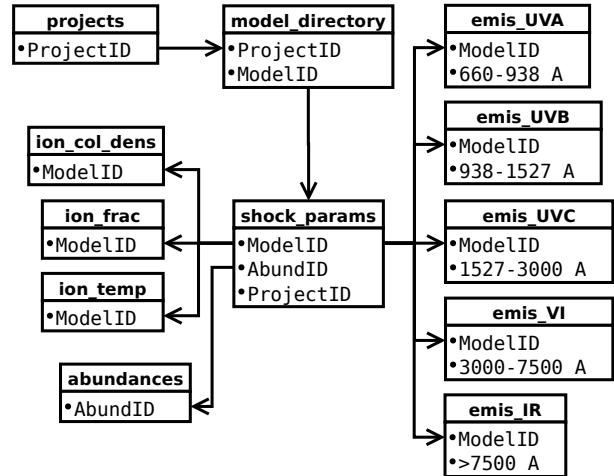 projects
•ProjectID
model_directory
•ProjectID
•ModelID
emis_UVA
•ModelID
•660-938 A
emis_UVB
•ModelID
•938-1527 A
ion_col_dens
•ModelID
ion_frac
•ModelID
ion_temp
•ModelID
abundances
•AbundID
shock_params
•ModelID
•AbundID
•ProjectID
emis_UVC
•ModelID
•1527-3000 A
emis_VI
•ModelID
•3000-7500 A
emis_IR
•ModelID
•>7500 A